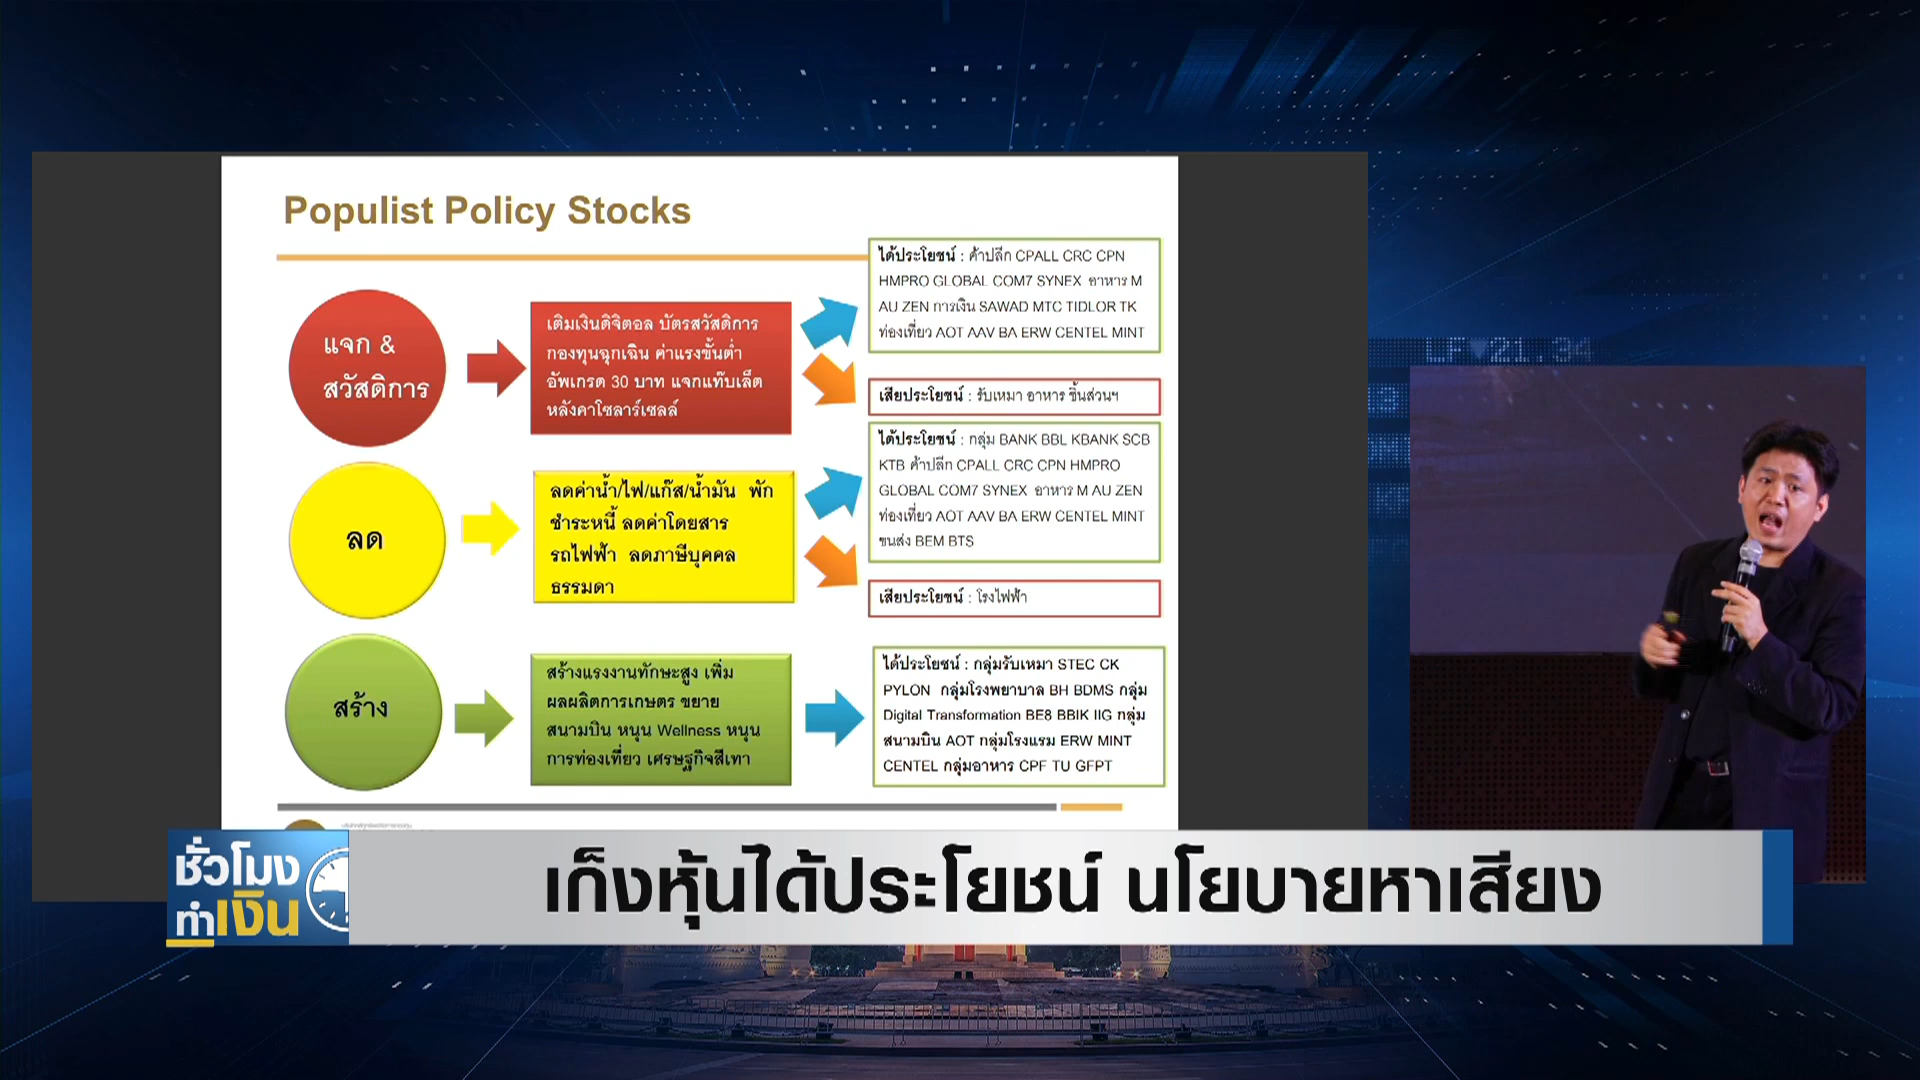 Populist Policy Stocks
แจก &
สวัสดิการ
เติมเงินดิจิตอล บัตรสวัสดิการ
กองทุนฉุกเฉิน ค่าแรงขั้นต่ำ
อัพเกรด 30 บาท แจกแท๊บเล็ต
หลังคาโซลาร์เซลล์
ได้ประโยชน์ : ค้าปลีก CPALL CRC CPN
HMPRO GLOBAL COM7 SYNEX อาหาร M
AU ZEN การเงิน SAWAD MTC TIDLOR TK
ท่องเที่ยว AOT AAV BA ERW CENTEL MINT
เสียประโยชน์ : รับเหมา อาหาร ชิ้นส่วนฯ
ลด
ลดค่าน้ำ/ไฟ/แก๊ส/น้ำมัน พัก
ชำระหนี้ ลดค่าโดยสาร
รถไฟฟ้า ลดภาษีบุคคล
ธรรมดา
ได้ประโยชน์ : กลุ่ม BANK BBL KBANK SCB
KTB ค้าปลีก CPALL CRC CPN HMPRO
GLOBAL COM7 SYNEX อาหาร M AU ZEN
ท่องเที่ยว AOT AAV BA ERW CENTEL MINT
ขนส่ง BEM BTS
เสียประโยชน์ : โรงไฟฟ้า
สร้าง
สร้างแรงงานทักษะสูง เพิ่ม
ผลผลิตการเกษตร ขยาย
สนามบิน หนุน Wellness หนุน
การท่องเที่ยว เศรษฐกิจสีเทา
ได้ประโยชน์ : กลุ่มรับเหมา STEC CK
PYLON กลุ่มโรงพยาบาล BH BDMS กลุ่ม
Digital Transformation BE8 BBIK IIG กลุ่ม
สนามบิน AOT กลุ่มโรงแรม ERW MINT
CENTEL กลุ่มอาหาร CPF TU GFPT
21.34
ชั่วโมง
ทำเงิน
เก็งหุ้นได้ประโยชน์ นโยบายหาเสียง